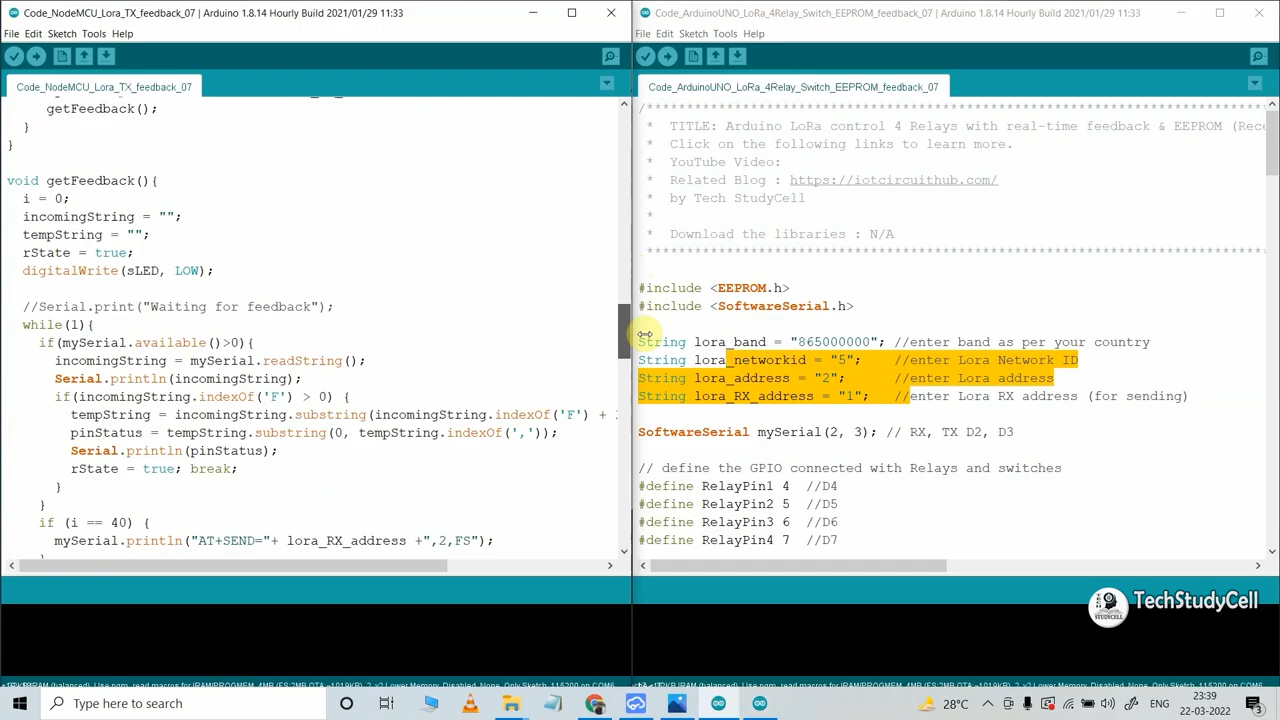 Code_NodeMCU_Lora_TX_feedback_07 | Arduino 1.8.14 Hourly Build 2021/01/29 11:33
File Edit Sketch Tools Help
Code_NodeMCU_Lora_TX_feedback_07
getFeedback();
}
}
void getFeedback(){
i = 0;
incomingString = "";
tempString = "";
rState = true;
digitalWrite(sLED, LOW);
//Serial.print("Waiting for feedback");
while(1){
if(mySerial.available()>0){
incomingString = mySerial.readString();
Serial.println(incomingString);
if(incomingString.indexOf('F') > 0) {
tempString = incomingString.substring(incomingString.indexOf('F') +
pinStatus = tempString.substring(0, tempString.indexOf(','));
Serial.println(pinStatus);
rState = true; break;
}
}
if (i == 40) {
mySerial.println("AT+SEND="+ lora_RX_address +",2,FS");
Code_ArduinoUNO_LoRa_4Relay_Switch_EEPROM_feedback_07 | Arduino 1.8.14 Hourly Build 2021/01/29 11:33
File Edit Sketch Tools Help
Code_ArduinoUNO_LoRa_4Relay_Switch_EEPROM_feedback_07
/**********************************************************************************
* TITLE: Arduino LoRa control 4 Relays with real-time feedback & EEPROM (Rece
* Click on the following links to learn more.
* YouTube Video:
* Related Blog : https://iotcircuithub.com/
* by Tech StudyCell
*
* Download the libraries : N/A
**********************************************************************************
#include <EEPROM.h>
#include <SoftwareSerial.h>
String lora_band = "865000000"; //enter band as per your country
String lora_networkid = "5"; //enter Lora Network ID
String lora_address = "2"; //enter Lora address
String lora_RX_address = "1"; //enter Lora RX address (for sending)
SoftwareSerial mySerial(2, 3); // RX, TX D2, D3
// define the GPIO connected with Relays and switches
#define RelayPin1 4 //D4
#define RelayPin2 5 //D5
#define RelayPin3 6 //D6
#define RelayPin4 7 //D7
TechStudyCell
Type here to search
28°C
ENG
23:39
22-03-2022
3